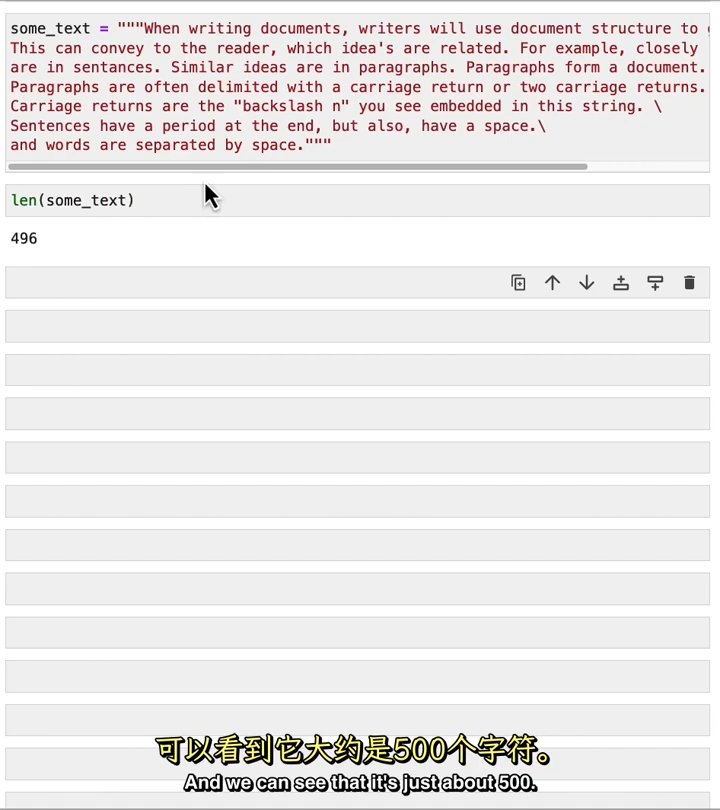 some_text = """When writing documents, writers will use document structure to
This can convey to the reader, which idea's are related. For example, closely
are in sentances. Similar ideas are in paragraphs. Paragraphs form a document.
Paragraphs are often delimited with a carriage return or two carriage returns.
Carriage returns are the "backslash n" you see embedded in this string. \
Sentences have a period at the end, but also, have a space.\
and words are separated by space."""
len(some_text)
496
可以看到它大约是500个字符。
And we can see that it's just about 500.